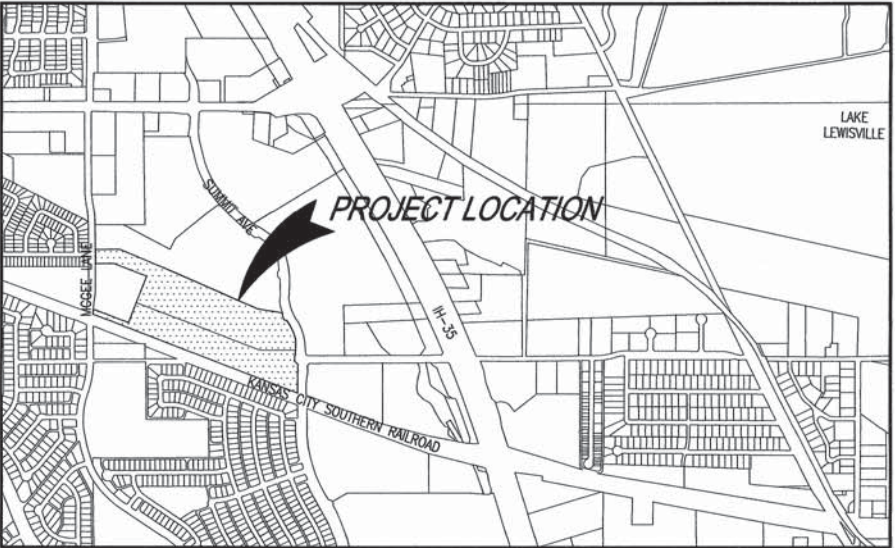 LAKE
LEWISVILLE
SUMMIT AVE.
PROJECT LOCATION
MCGEE LANE
IH-35
KANSAS CITY SOUTHERN RAILROAD